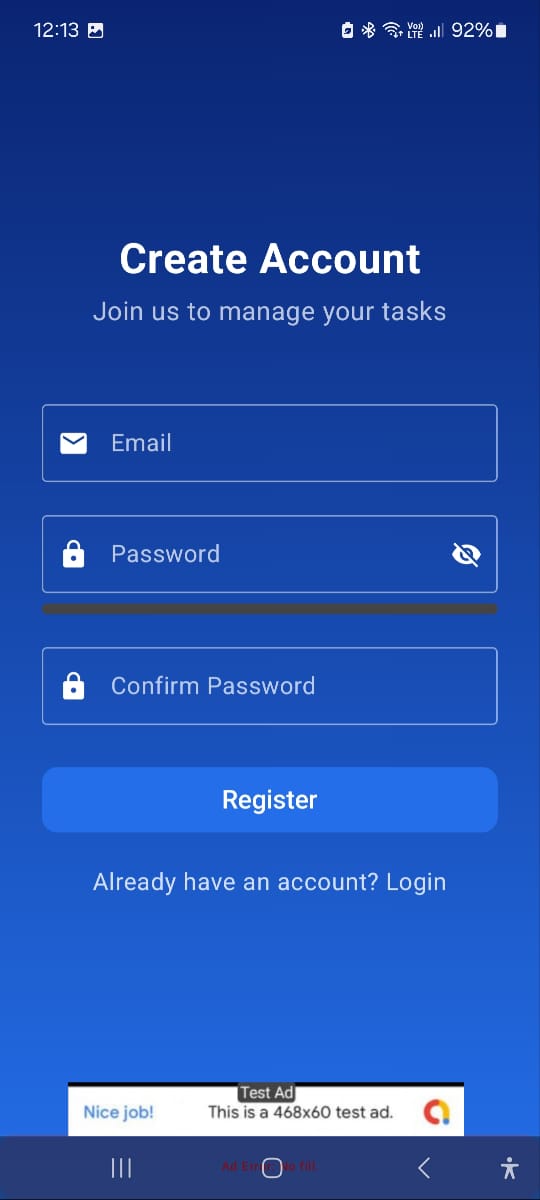 12:13
Vo)) LTE 92%
Create Account
Join us to manage your tasks
Email
Password
Confirm Password
Register
Already have an account? Login
Test Ad
Nice job! This is a 468x60 test ad.
Ad Error: No fill